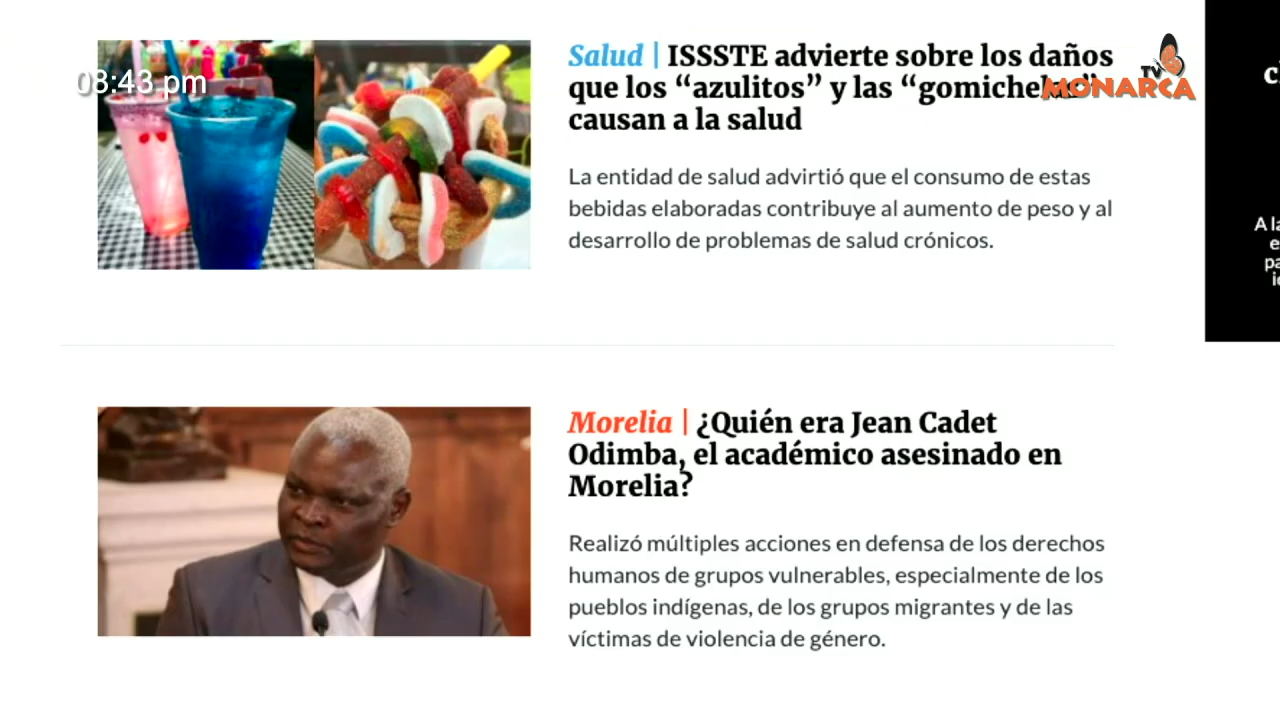 08:43 pm
Salud | ISSSTE advierte sobre los daños
que los “azulitos” y las “gomichelas”
causan a la salud
La entidad de salud advirtió que el consumo de estas
bebidas elaboradas contribuye al aumento de peso y al
desarrollo de problemas de salud crónicos.
TV
MONARCA
Morelia | ¿Quién era Jean Cadet
Odimba, el académico asesinado en
Morelia?
Realizó múltiples acciones en defensa de los derechos
humanos de grupos vulnerables, especialmente de los
pueblos indígenas, de los grupos migrantes y de las
víctimas de violencia de género.
A la